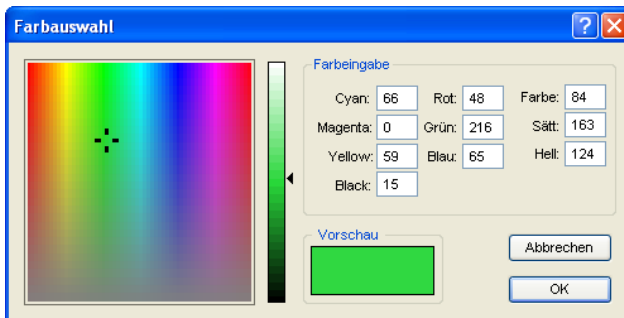 Farbauswahl
Farbeingabe
Cyan: 66 Rot: 48 Farbe: 84
Magenta: 0 Grün: 216 Sätt: 163
Yellow: 59 Blau: 65 Hell: 124
Black: 15
Vorschau
Abbrechen
OK